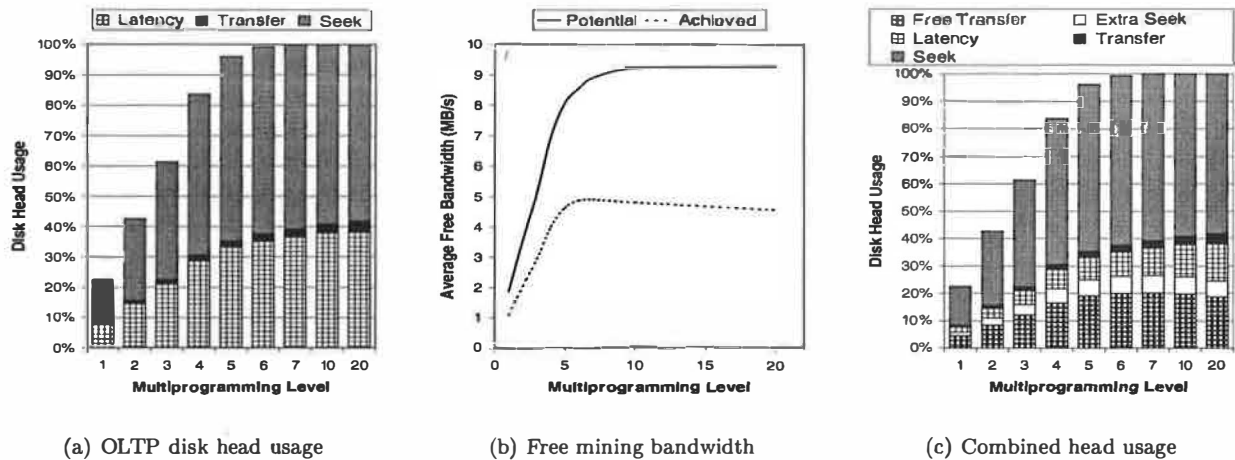 Latency Transfer Seek
100%
90%
80%
70%
60%
50%
40%
30%
20%
10%
0%
Disk Head Usage
1 2 3 4 5 6 7 10 20
Multiprogramming Level
(a) OLTP disk head usage
Potential Achieved
10
9
8
7
6
5
4
3
2
1
0
Average Free Bandwidth (MB/s)
0 5 10 15 20
Multiprogramming Level
(b) Free mining bandwidth
Free Transfer Extra Seek
Latency Transfer
Seek
100%
90%
80%
70%
60%
50%
40%
30%
20%
10%
0%
Disk Head Usage
1 2 3 4 5 6 7 10 20
Multiprogramming Level
(c) Combined head usage